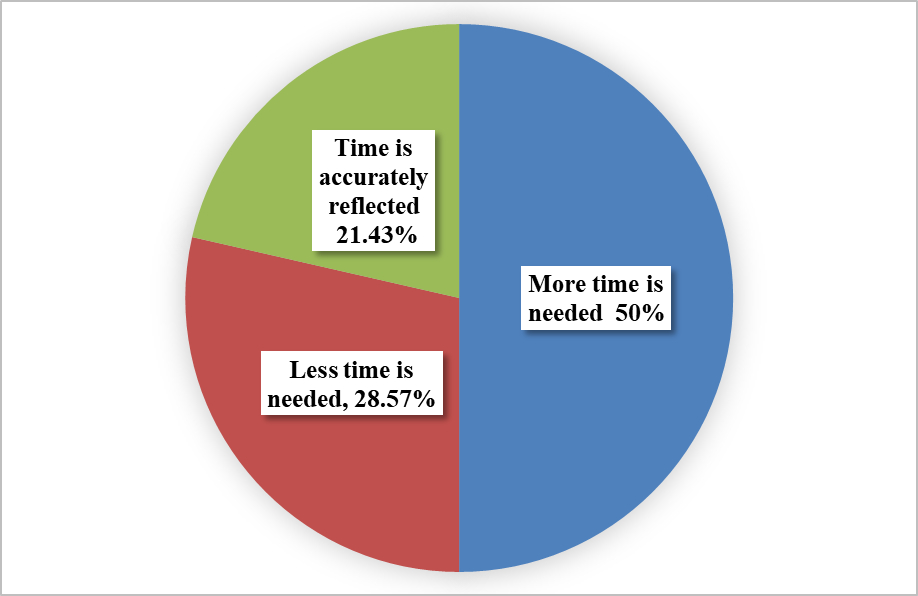 Time is
accurately
reflected
21.43%
More time is
needed  50%
Less time is
needed, 28.57%